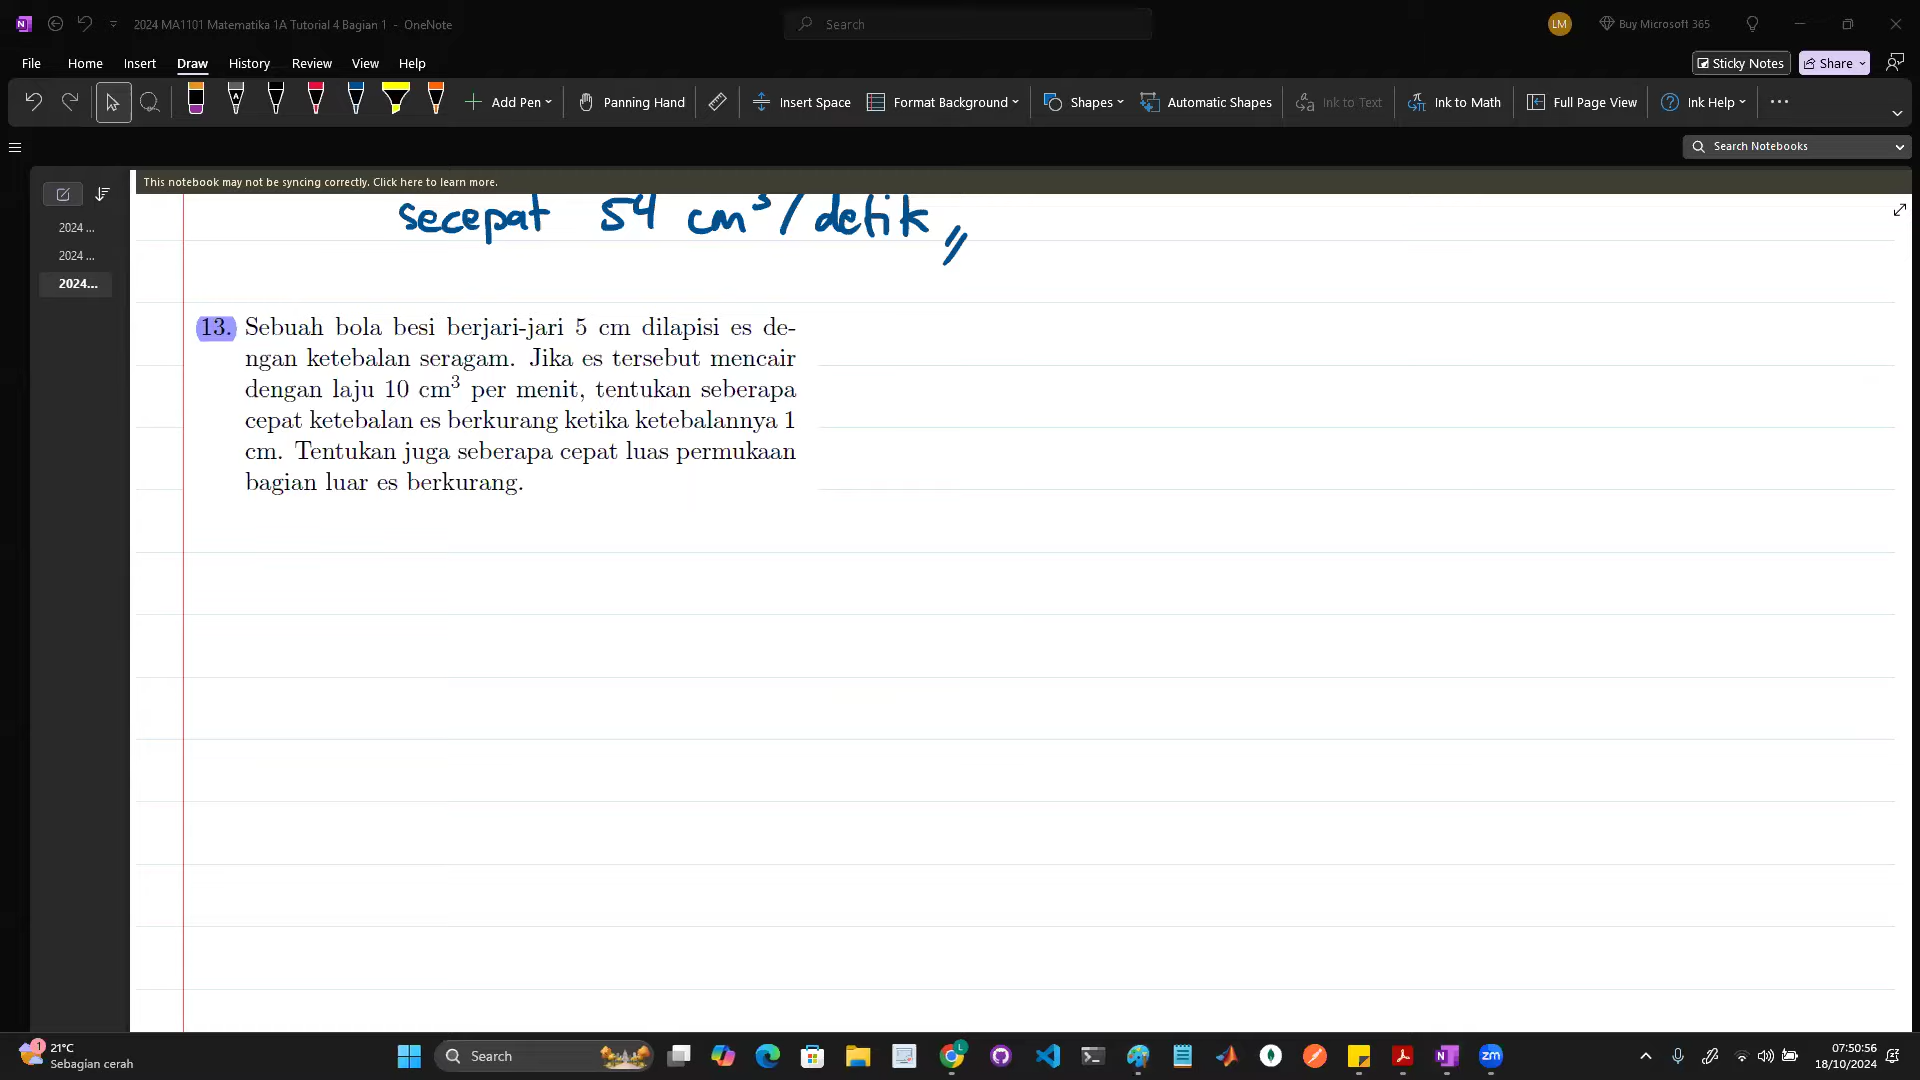 2024 MA1101 Matematika 1A Tutorial 4 Bagian 1 - OneNote
Search
LM
Buy Microsoft 365
File Home Insert Draw History Review View Help
Sticky Notes
Share
Add Pen
Panning Hand
Insert Space
Format Background
Shapes
Automatic Shapes
Ink to Text
Ink to Math
Full Page View
Ink Help
Search Notebooks
This notebook may not be syncing correctly. Click here to learn more.
2024 ...
2024 ...
2024...
secepat 54 cm³/detik
13. Sebuah bola besi berjari-jari 5 cm dilapisi es de-
ngan ketebalan seragam. Jika es tersebut mencair
dengan laju 10 cm³ per menit, tentukan seberapa
cepat ketebalan es berkurang ketika ketebalannya 1
cm. Tentukan juga seberapa cepat luas permukaan
bagian luar es berkurang.
1
21°C
Sebagian cerah
Search
L
zm
07:50:56
18/10/2024